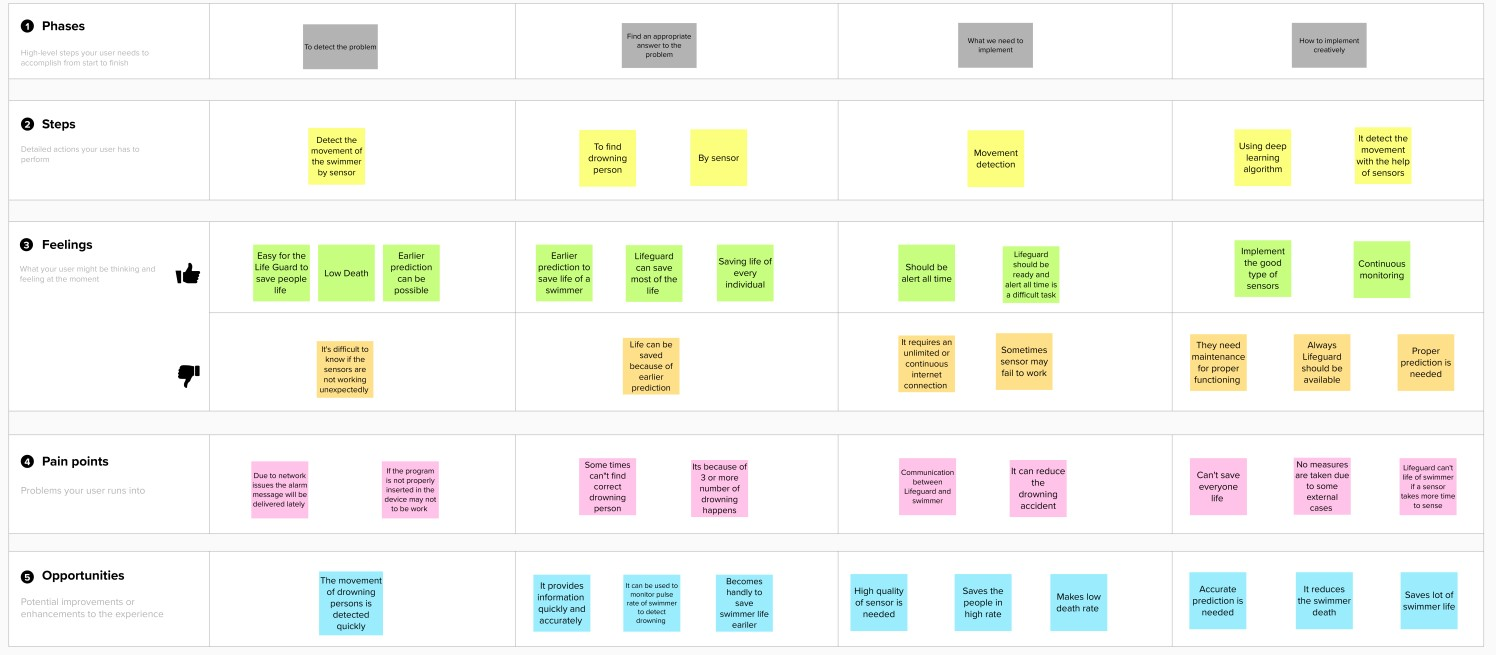 1 Phases
High-level steps your user needs to
accomplish from start to finish
To detect the problem
Find an appropriate
answer to the
problem
What we need to
implement
How to implement
creatively
2 Steps
Detailed actions your user has to
perform
Detect the
movement of
the swimmer
by sensor
To find
drowning
person
By sensor
Movement
detection
Using deep
learning
algorithm
It detect the
movement
with the help
of sensors
3 Feelings
What your user might be thinking and
feeling at the moment
Easy for the
Life Guard to
save people
life
Low Death
Earlier
prediction
can be
possible
Earlier
prediction to
save life of a
swimmer
Lifeguard
can save
most of the
life
Saving life of
every
individual
Should be
alert all time
Lifeguard
should be
ready and
alert all time is
a difficult task
Implement
the good
type of
sensors
Continuous
monitoring
It's difficult to
know if the
sensors are
not working
unexpectedly
Life can be
saved
because of
earlier
prediction
It requires an
unlimited or
continuous
internet
connection
Sometimes
sensor may
fail to work
They need
maintenance
for proper
functioning
Always
Lifeguard
should be
available
Proper
prediction is
needed
4 Pain points
Problems your user runs into
Due to network
issues the alarm
message will be
delivered lately
If the program
is not properly
inserted in the
device may not
to be work
Some times
can"t find
correct
drowning
person
Its because of
3 or more
number of
drowning
happens
Communication
between
Lifeguard and
swimmer
It can reduce
the
drowning
accident
Can't save
everyone
life
No measures
are taken due
to some
external
cases
Lifeguard can't
life of swimmer
if a sensor
takes more time
to sense
5 Opportunities
Potential improvements or
enhancements to the experience
The movement
of drowning
persons is
detected
quickly
It provides
information
quickly and
accurately
It can be used to
monitor pulse
rate of swimmer
to detect
drowning
Becomes
handly to
save
swimmer life
eariler
High quality
of sensor is
needed
Saves the
people in
high rate
Makes low
death rate
Accurate
prediction is
needed
It reduces
the swimmer
death
Saves lot of
swimmer life